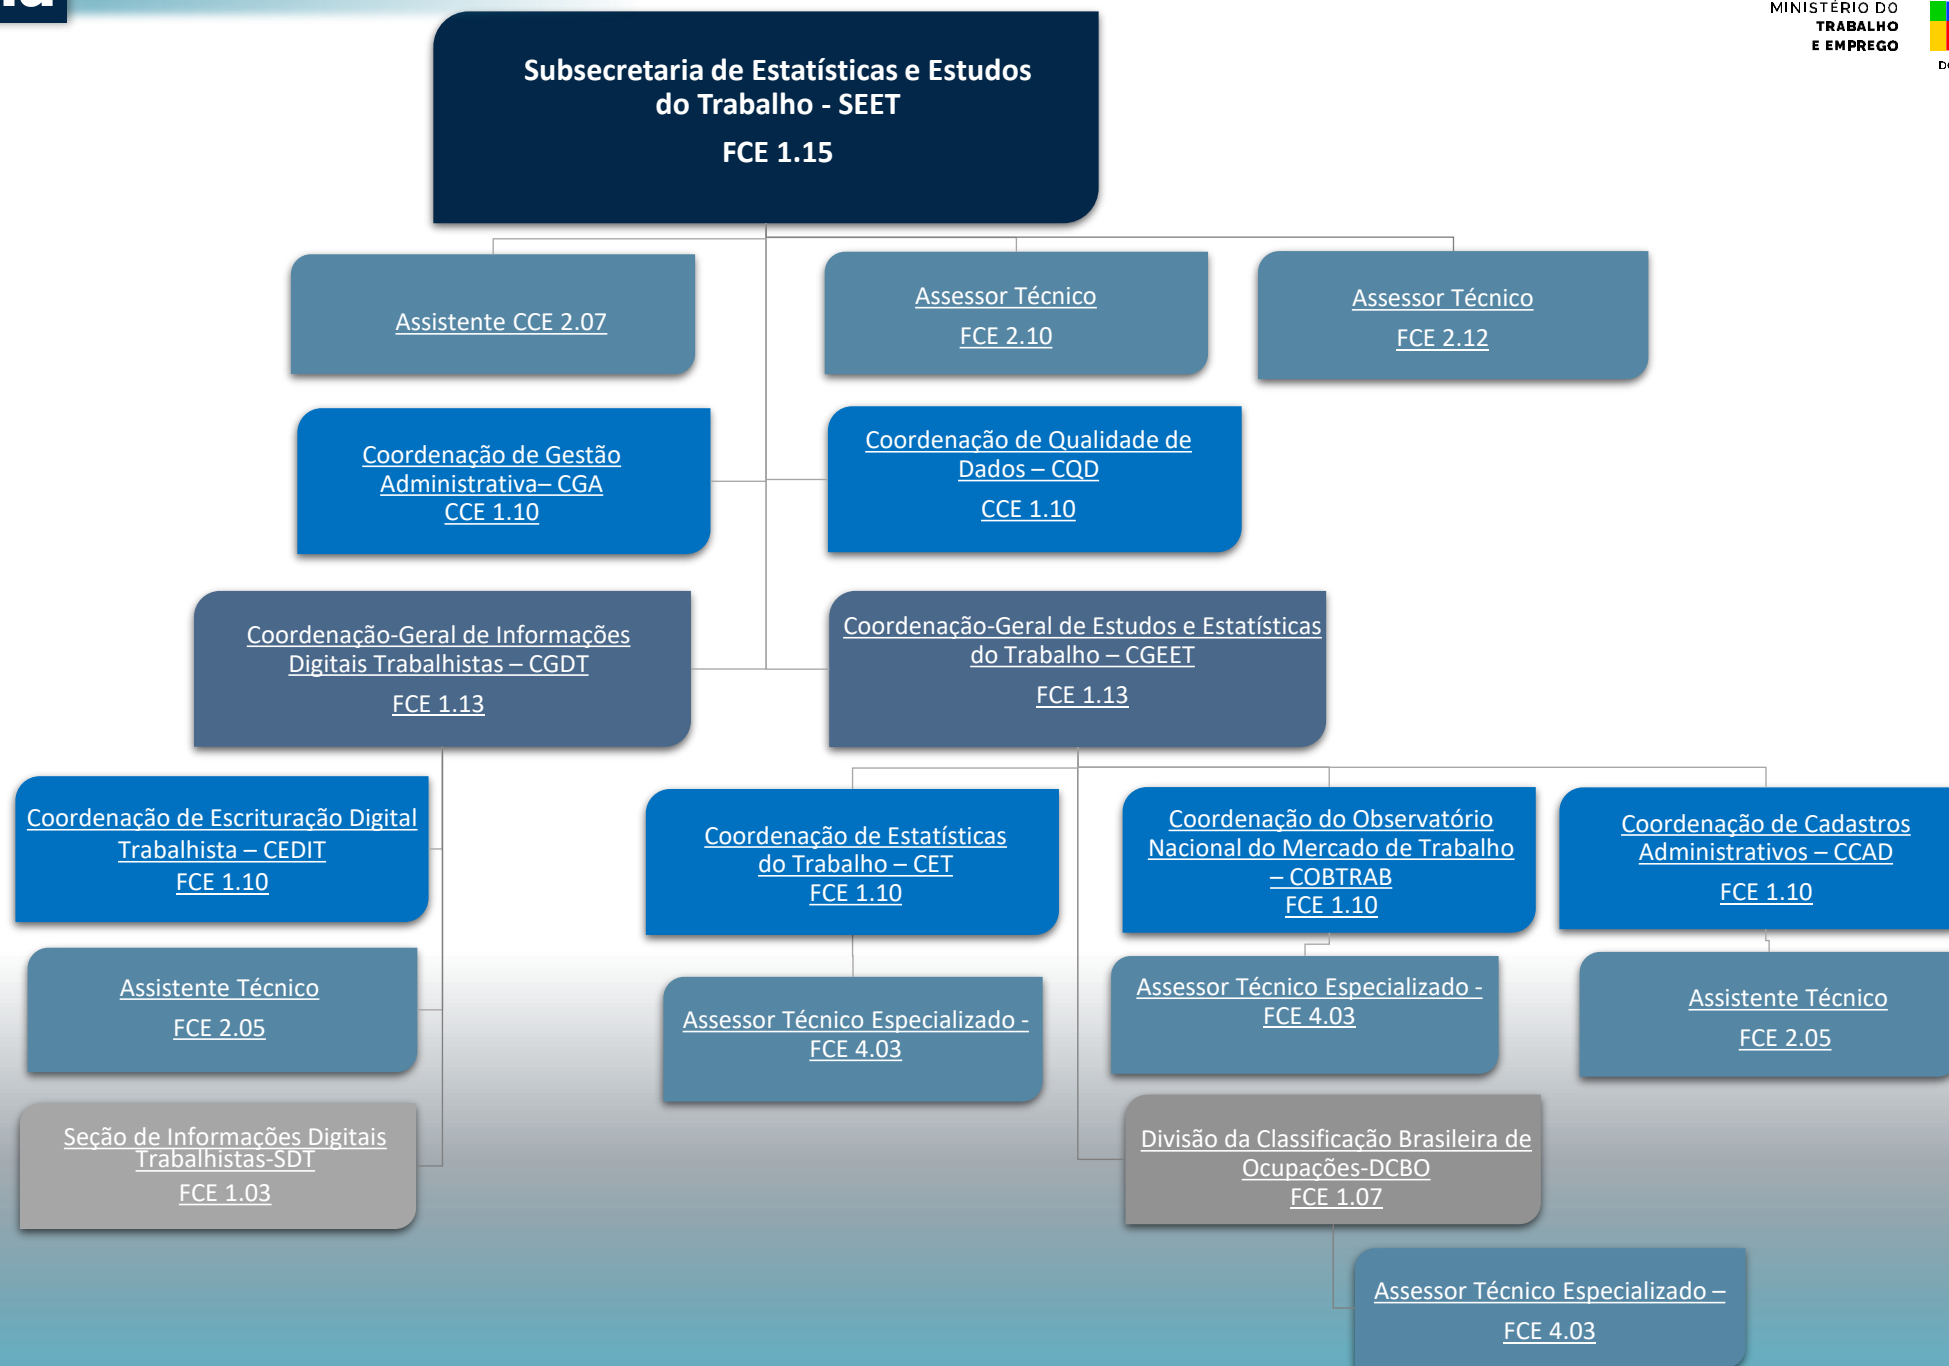 MINISTÉRIO DO
TRABALHO
E EMPREGO
Subsecretaria de Estatísticas e Estudos
do Trabalho - SEET
FCE 1.15
Assistente CCE 2.07
Assessor Técnico
FCE 2.10
Assessor Técnico
FCE 2.12
Coordenação de Gestão
Administrativa– CGA
CCE 1.10
Coordenação de Qualidade de
Dados – CQD
CCE 1.10
Coordenação-Geral de Informações
Digitais Trabalhistas – CGDT
FCE 1.13
Coordenação-Geral de Estudos e Estatísticas
do Trabalho – CGEET
FCE 1.13
Coordenação de Escrituração Digital
Trabalhista – CEDIT
FCE 1.10
Coordenação de Estatísticas
do Trabalho – CET
FCE 1.10
Coordenação do Observatório
Nacional do Mercado de Trabalho
– COBTRAB
FCE 1.10
Coordenação de Cadastros
Administrativos – CCAD
FCE 1.10
Assistente Técnico
FCE 2.05
Assessor Técnico Especializado -
FCE 4.03
Assessor Técnico Especializado -
FCE 4.03
Assistente Técnico
FCE 2.05
Seção de Informações Digitais
Trabalhistas-SDT
FCE 1.03
Divisão da Classificação Brasileira de
Ocupações-DCBO
FCE 1.07
Assessor Técnico Especializado –
FCE 4.03